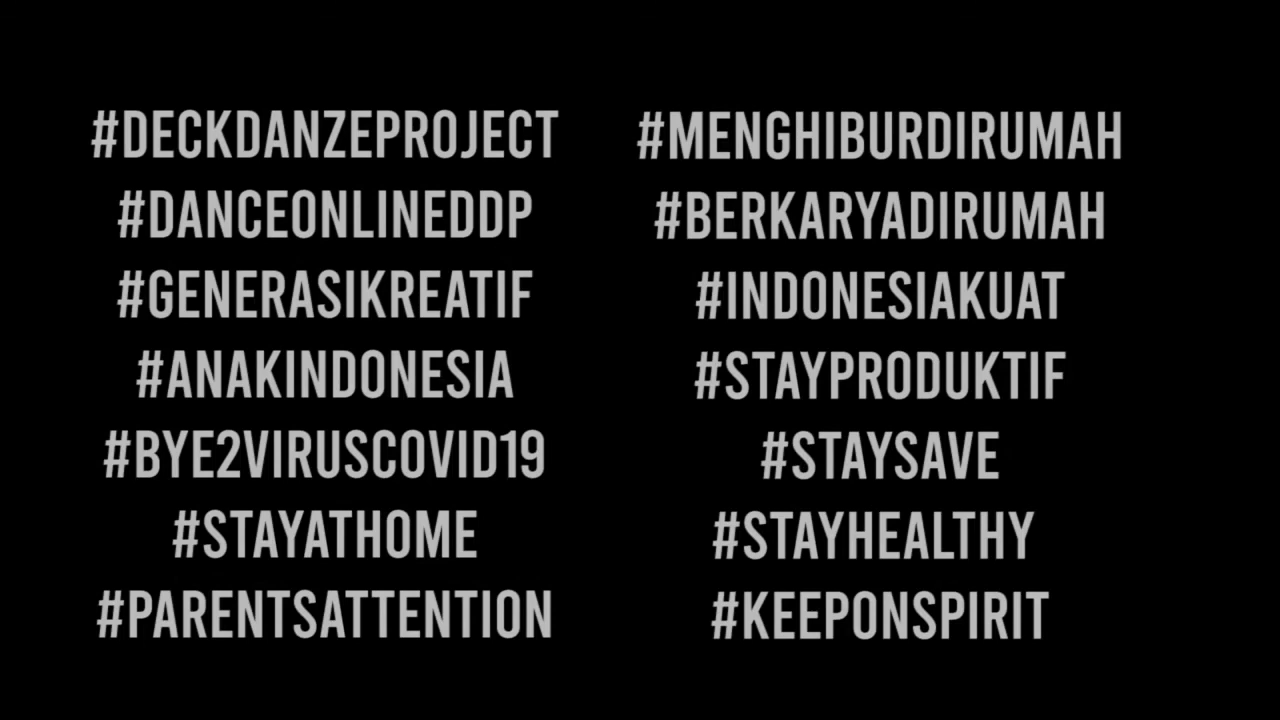 #DECKDANZEPROJECT
#DANCEONLINEDDP
#GENERASIKREATIF
#ANAKINDONESIA
#BYE2VIRUSCOVID19
#STAYATHOME
#PARENTSATTENTION
#MENGHIBURDIRUMAH
#BERKARYADIRUMAH
#INDONESIAKUAT
#STAYPRODUKTIF
#STAYSAVE
#STAYHEALTHY
#KEEPONSPIRIT